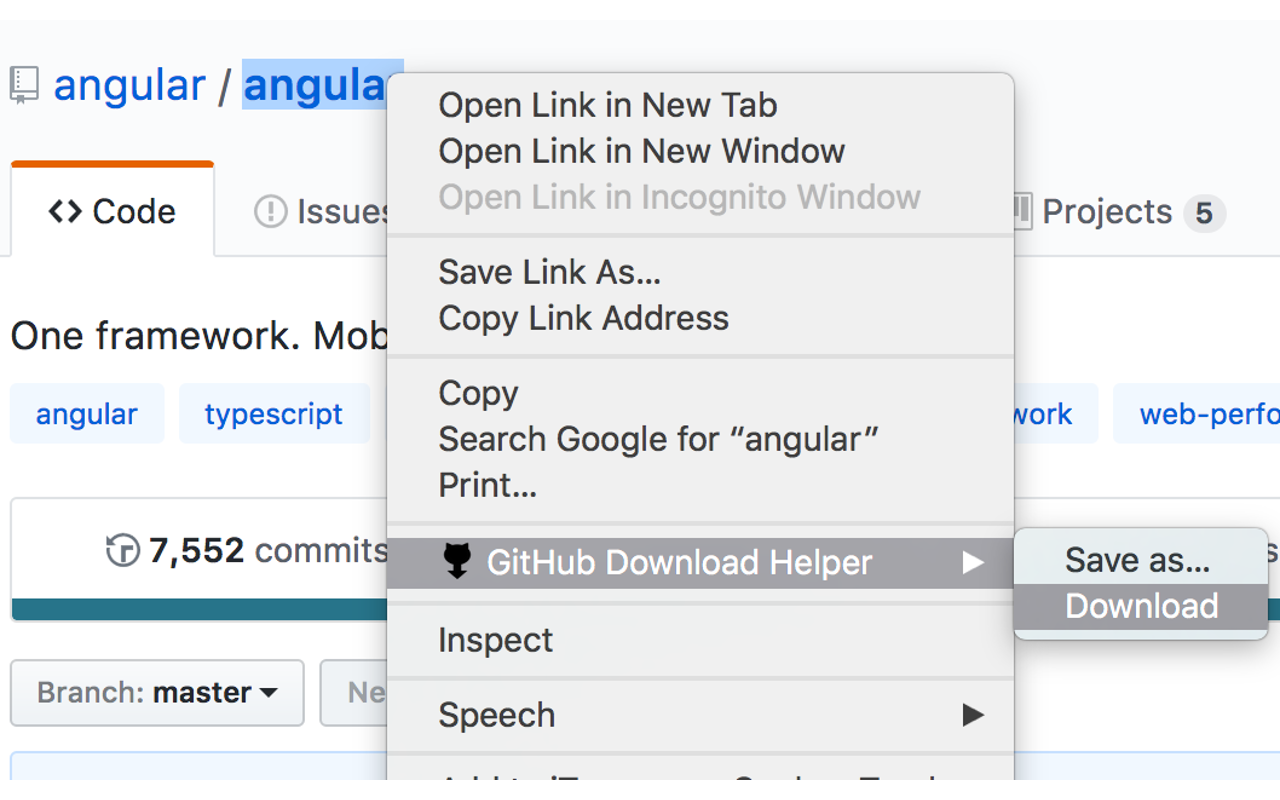 angular / angula
Open Link in New Tab
Open Link in New Window
Open Link in Incognito Window
Code
Issues
Projects 5
Save Link As...
Copy Link Address
One framework. Mob
Copy
angular
typescript
work
web-perfo
Search Google for “angular”
Print...
7,552 commits
GitHub Download Helper
Save as...
Download
Inspect
Branch: master
Ne
Speech